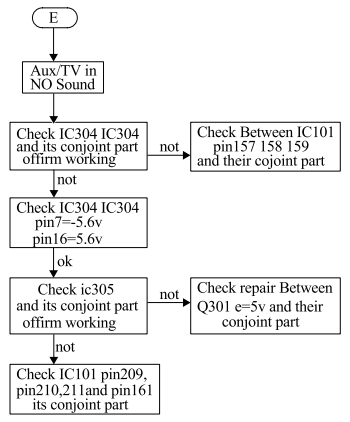 E
Aux/TV in
NO Sound
Check IC304 IC304
and its conjoint part
offirm working
not
Check Between IC101
pin157 158 159
and their cojoint part
not
Check IC304 IC304
pin7=-5.6v
pin16=5.6v
ok
Check ic305
and its conjoint part
offirm working
not
Check repair Between
Q301 e=5v and their
conjoint part
not
Check IC101 pin209,
pin210,211and pin161
its conjoint part